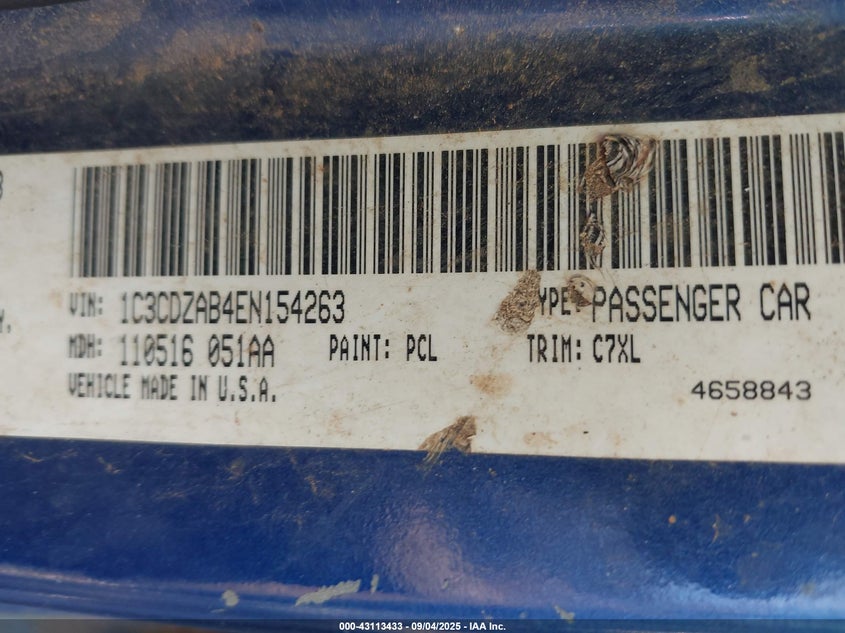 VIN: 1C3CDZAB4EN154263 YPE: PASSENGER CAR
MDH: 110516 051AA PAINT: PCL TRIM: C7XL
VEHICLE MADE IN U.S.A. 4658843
000-43113433 - 09/04/2025 - IAA Inc.